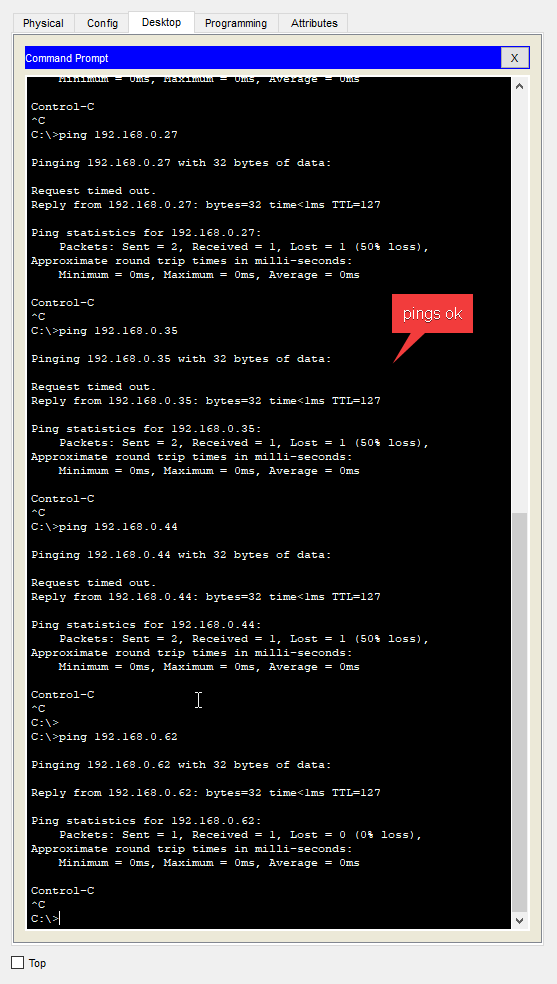 Physical Config Desktop Programming Attributes
Command Prompt X
Minimum = 0ms, Maximum = 0ms, Average = 0ms
Control-C
^C
C:\>ping 192.168.0.27
Pinging 192.168.0.27 with 32 bytes of data:
Request timed out.
Reply from 192.168.0.27: bytes=32 time<1ms TTL=127
Ping statistics for 192.168.0.27:
Packets: Sent = 2, Received = 1, Lost = 1 (50% loss),
Approximate round trip times in milli-seconds:
Minimum = 0ms, Maximum = 0ms, Average = 0ms
Control-C
^C
pings ok
C:\>ping 192.168.0.35
Pinging 192.168.0.35 with 32 bytes of data:
Request timed out.
Reply from 192.168.0.35: bytes=32 time<1ms TTL=127
Ping statistics for 192.168.0.35:
Packets: Sent = 2, Received = 1, Lost = 1 (50% loss),
Approximate round trip times in milli-seconds:
Minimum = 0ms, Maximum = 0ms, Average = 0ms
Control-C
^C
C:\>ping 192.168.0.44
Pinging 192.168.0.44 with 32 bytes of data:
Request timed out.
Reply from 192.168.0.44: bytes=32 time<1ms TTL=127
Ping statistics for 192.168.0.44:
Packets: Sent = 2, Received = 1, Lost = 1 (50% loss),
Approximate round trip times in milli-seconds:
Minimum = 0ms, Maximum = 0ms, Average = 0ms
Control-C
^C
C:\>
C:\>ping 192.168.0.62
Pinging 192.168.0.62 with 32 bytes of data:
Reply from 192.168.0.62: bytes=32 time<1ms TTL=127
Ping statistics for 192.168.0.62:
Packets: Sent = 1, Received = 1, Lost = 0 (0% loss),
Approximate round trip times in milli-seconds:
Minimum = 0ms, Maximum = 0ms, Average = 0ms
Control-C
^C
C:\>
Top